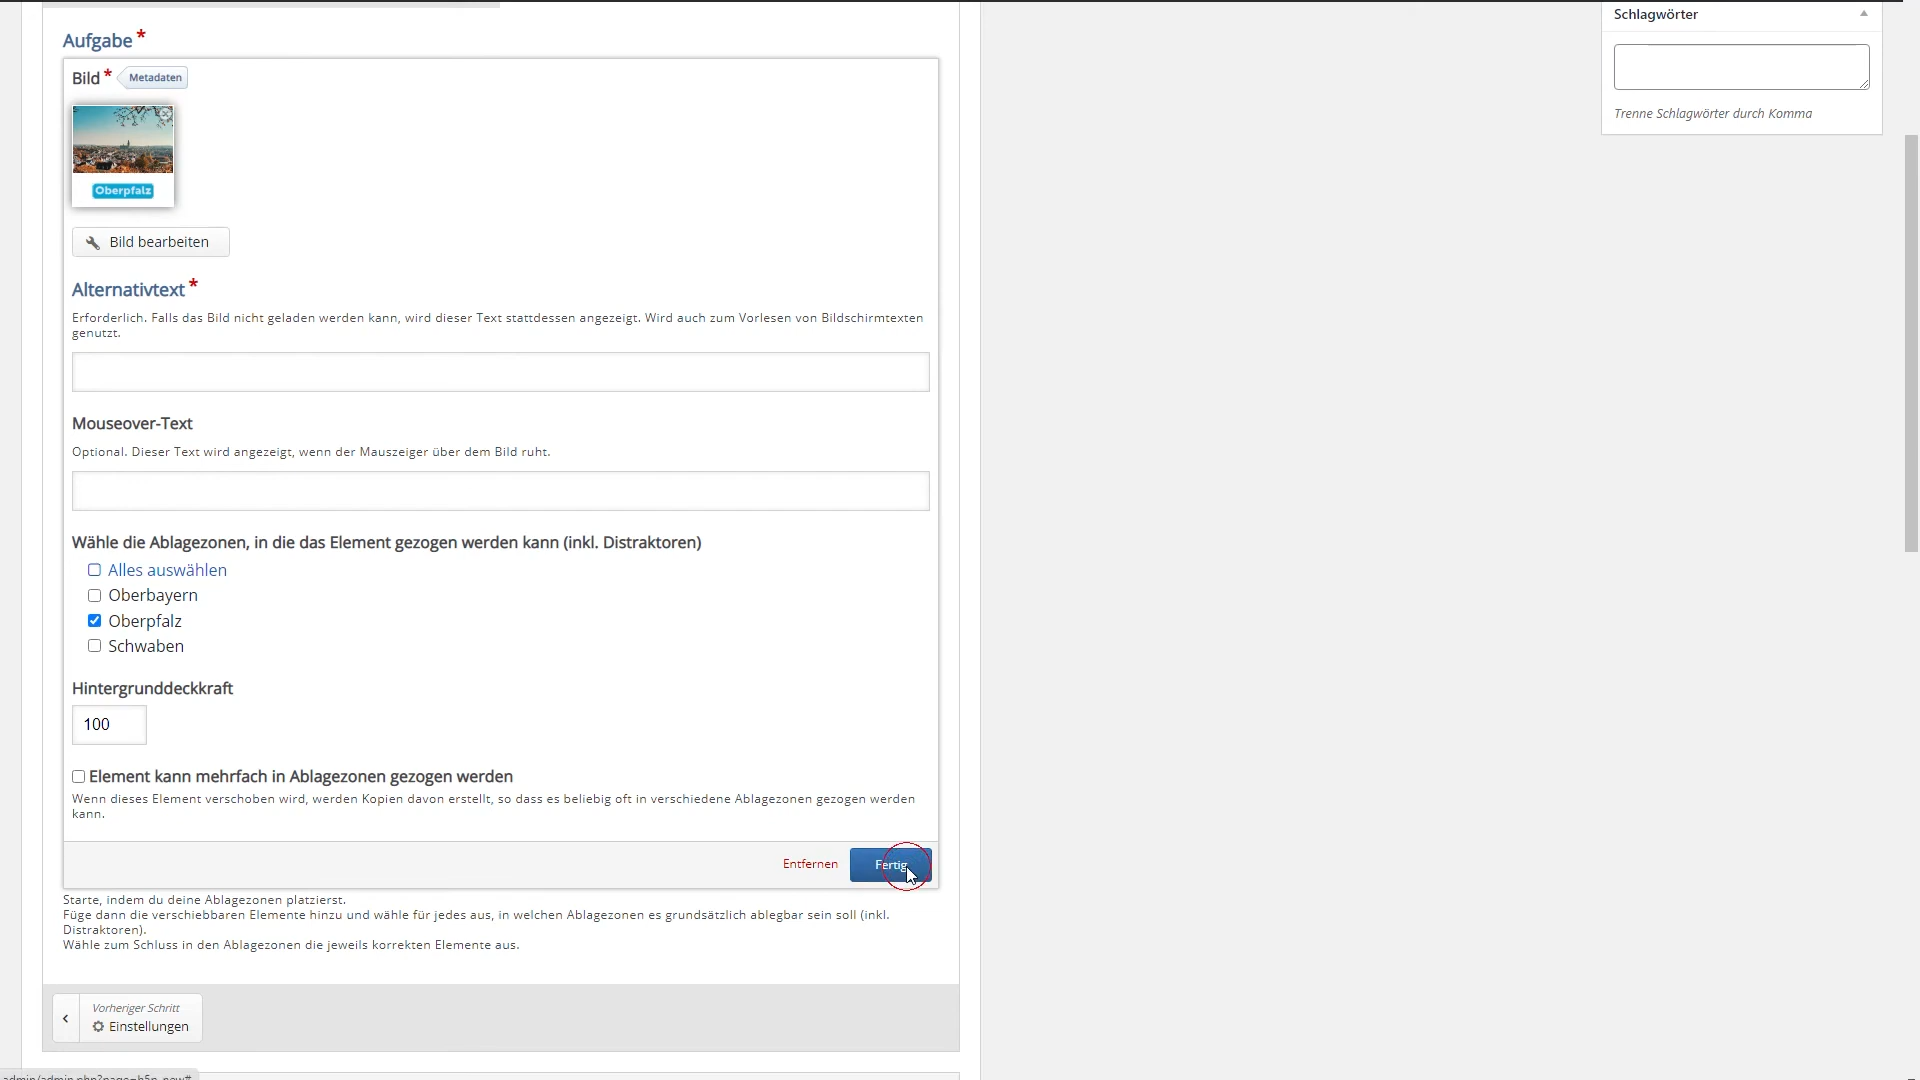 Schlagwörter
Trenne Schlagwörter durch Komma
Aufgabe *
Bild * Metadaten
Oberpfalz
Bild bearbeiten
Alternativtext *
Erforderlich. Falls das Bild nicht geladen werden kann, wird dieser Text stattdessen angezeigt. Wird auch zum Vorlesen von Bildschirmtexten
genutzt.
Mouseover-Text
Optional. Dieser Text wird angezeigt, wenn der Mauszeiger über dem Bild ruht.
Wähle die Ablagezonen, in die das Element gezogen werden kann (inkl. Distraktoren)
Alles auswählen
Oberbayern
Oberpfalz
Schwaben
Hintergrunddeckkraft
100
Element kann mehrfach in Ablagezonen gezogen werden
Wenn dieses Element verschoben wird, werden Kopien davon erstellt, so dass es beliebig oft in verschiedene Ablagezonen gezogen werden
kann.
Entfernen
Fertig
Starte, indem du deine Ablagezonen platzierst.
Füge dann die verschiebbaren Elemente hinzu und wähle für jedes aus, in welchen Ablagezonen es grundsätzlich ablegbar sein soll (inkl.
Distraktoren).
Wähle zum Schluss in den Ablagezonen die jeweils korrekten Elemente aus.
Vorheriger Schritt
Einstellungen